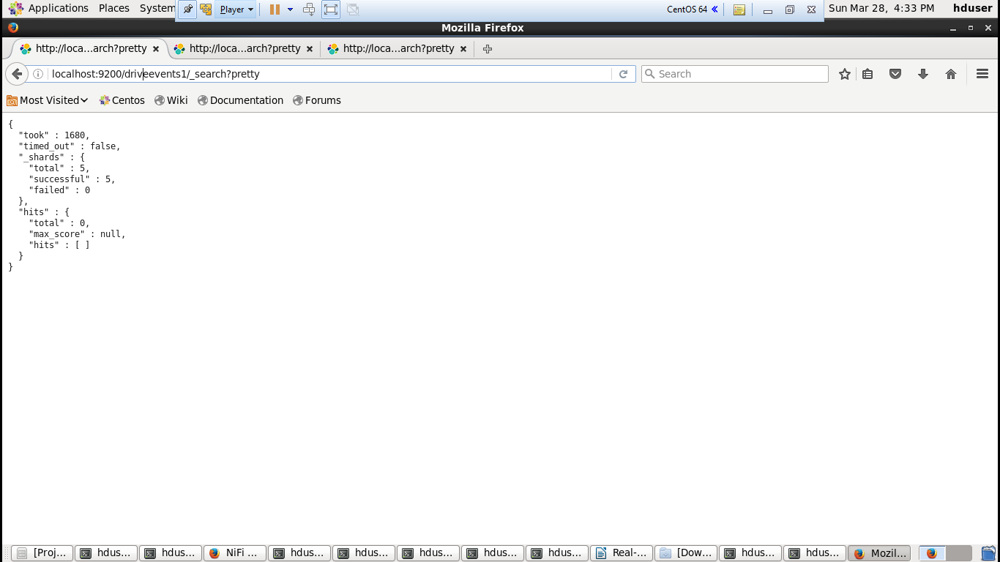 Applications Places System Player CentOS 64 Sun Mar 28, 4:33 PM hduser
Mozilla Firefox
http://loca...arch?pretty http://loca...arch?pretty http://loca...arch?pretty
localhost:9200/driveevents1/_search?pretty Search
Most Visited Centos Wiki Documentation Forums
{
"took" : 1680,
"timed_out" : false,
"_shards" : {
"total" : 5,
"successful" : 5,
"failed" : 0
},
"hits" : {
"total" : 0,
"max_score" : null,
"hits" : [ ]
}
}
[Proj... hdus... hdus... NiFi ... hdus... hdus... hdus... hdus... hdus... Real-... [Dow... hdus... hdus... Mozil...